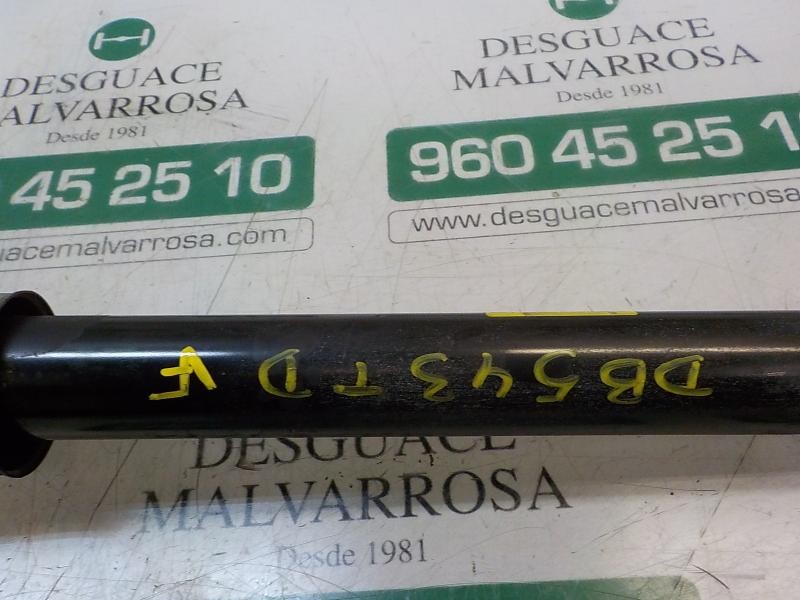 DESGUACE
MALVARROSA
Desde 1981
45 25 10
DESGUACE
MALVARROSA
Desde 1981
960 45 25
www.desguacemalvarrosa
DB543TD
DESGUACE
MALVARROSA
Desde 1981